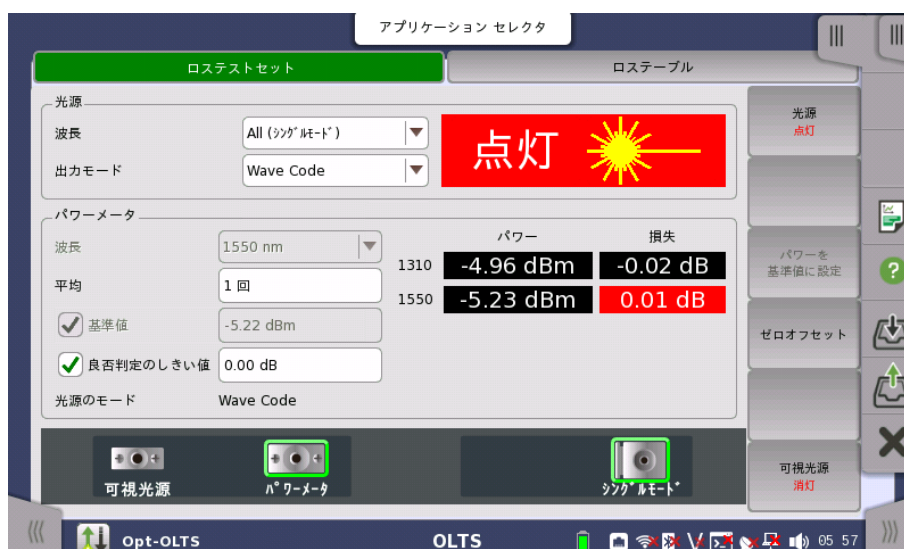 アプリケーション セレクタ
ロステストセット
ロステーブル
光源
波長
All (ｼﾝｸﾞﾙﾓｰﾄﾞ)
出力モード
Wave Code
点灯
光源
点灯
パワーメータ
波長
1550 nm
パワー
損失
1310
-4.96 dBm
-0.02 dB
平均
1 回
1550
-5.23 dBm
0.01 dB
パワーを
基準値に設定
基準値
-5.22 dBm
良否判定のしきい値
0.00 dB
ゼロオフセット
光源のモード
Wave Code
可視光源
ﾊﾟﾜｰﾒｰﾀ
ｼﾝｸﾞﾙﾓｰﾄﾞ
可視光源
消灯
Opt-OLTS
OLTS
05 57